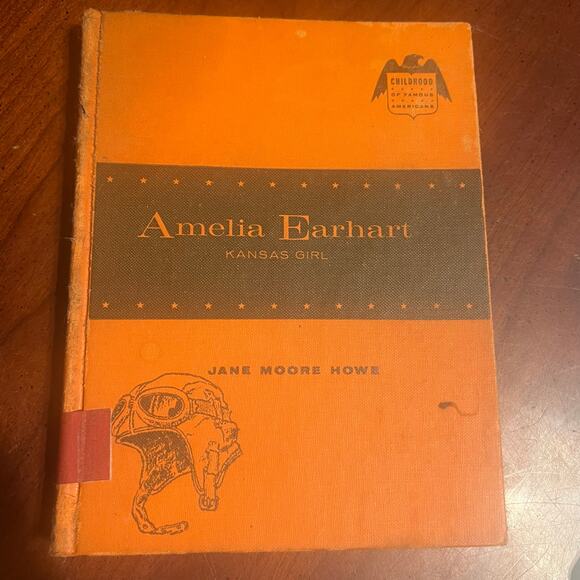 CHILDHOOD
OF FAMOUS
AMERICANS
Amelia Earhart
KANSAS GIRL
JANE MOORE HOWE